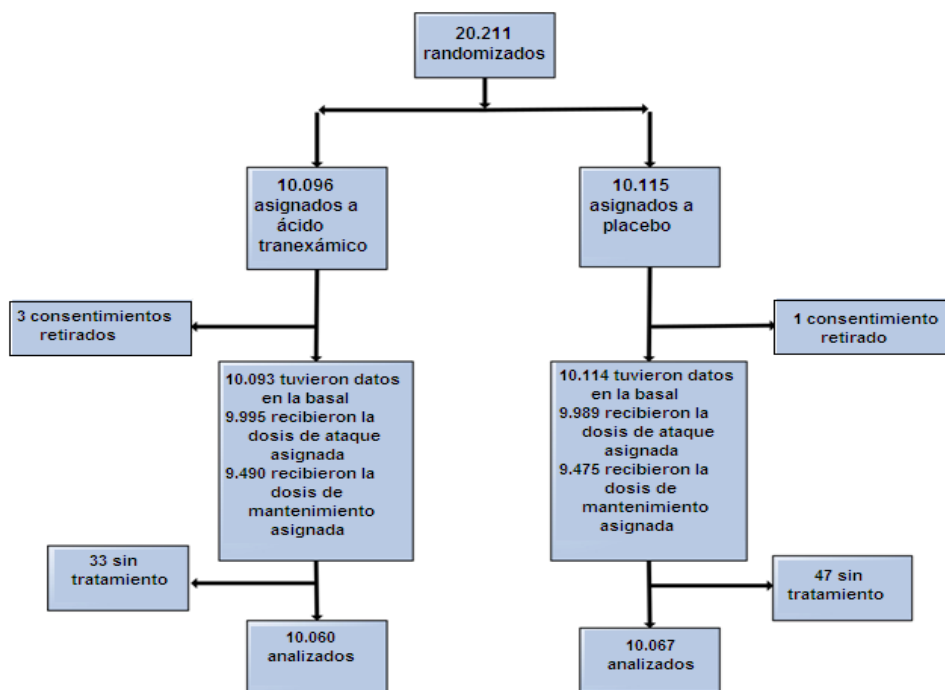 20.211
randomizados
10.096
asignados a
ácido
tranexámico
10.115
asignados a
placebo
3 consentimientos
retirados
1 consentimiento
retirado
10.093 tuvieron datos
en la basal
9.995 recibieron la
dosis de ataque
asignada
9.490 recibieron la
dosis de
mantenimiento
asignada
10.114 tuvieron datos
en la basal
9.989 recibieron la
dosis de ataque
asignada
9.475 recibieron la
dosis de
mantenimiento
asignada
33 sin
tratamiento
47 sin
tratamiento
10.060
analizados
10.067
analizados